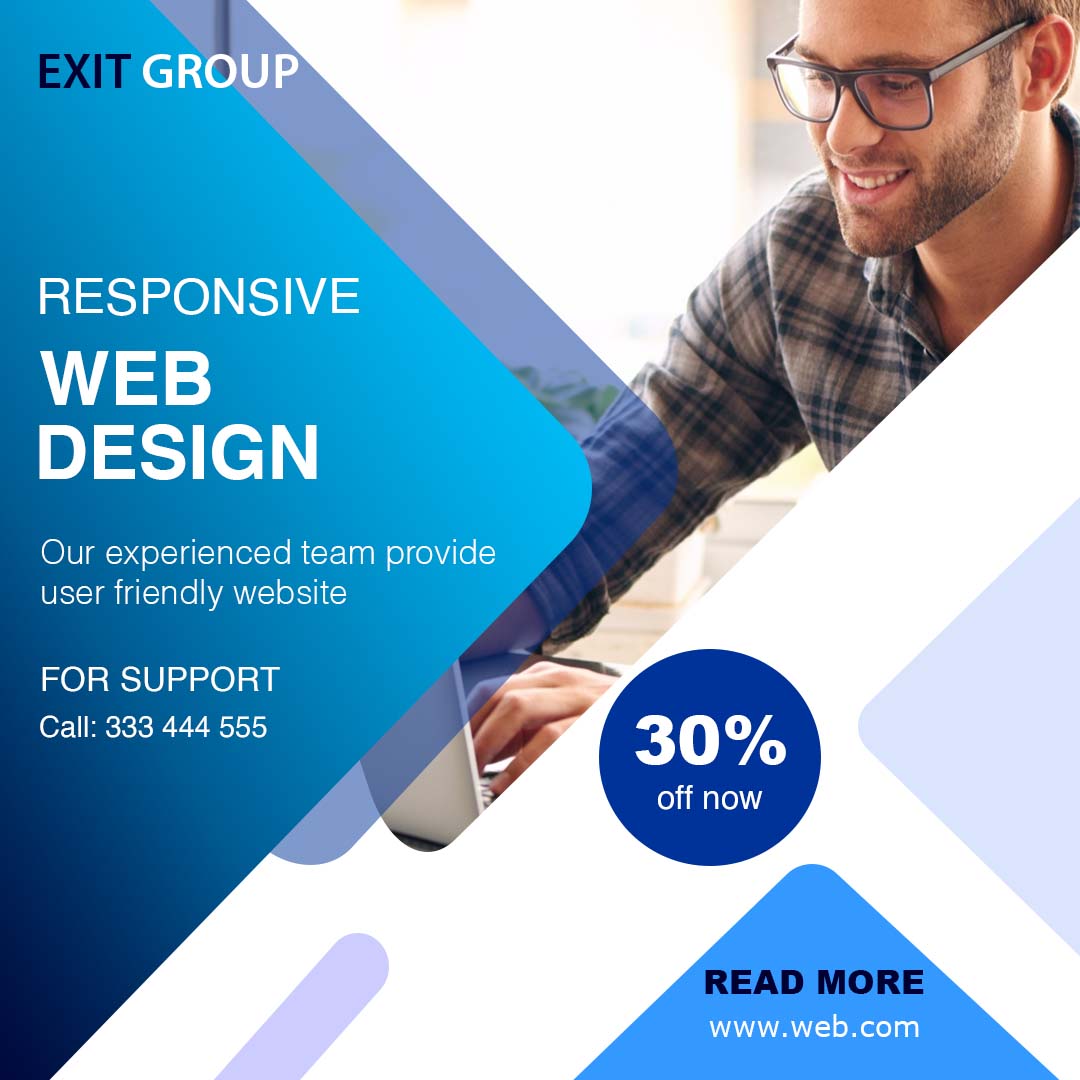 EXIT GROUP
RESPONSIVE
WEB
DESIGN
Our experienced team provide
user friendly website
FOR SUPPORT
Call: 333 444 555
30%
off now
READ MORE
www.web.com